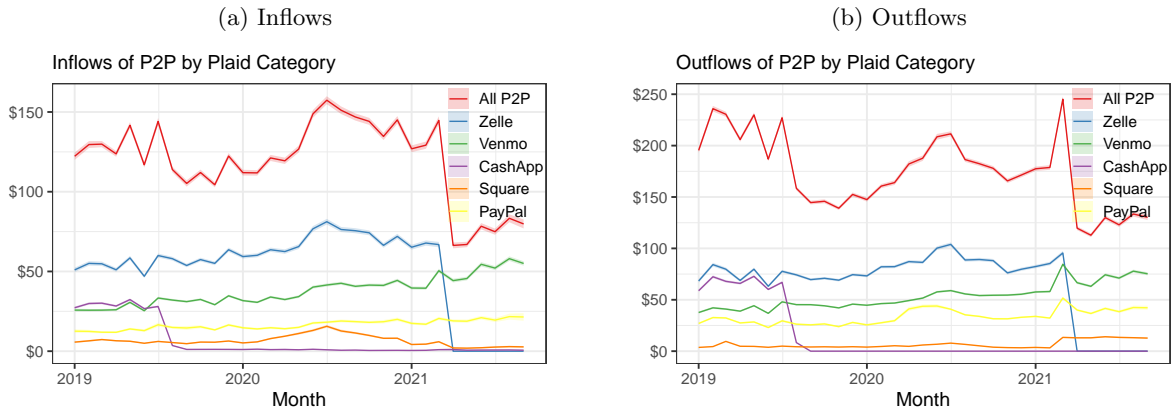 (a) Inflows
Inflows of P2P by Plaid Category
$150
$100
$50
$0
All P2P
Zelle
Venmo
CashApp
Square
PayPal
2019
2020
2021
Month
(b) Outflows
Outflows of P2P by Plaid Category
$250
$200
$150
$100
$50
$0
All P2P
Zelle
Venmo
CashApp
Square
PayPal
2019
2020
2021
Month